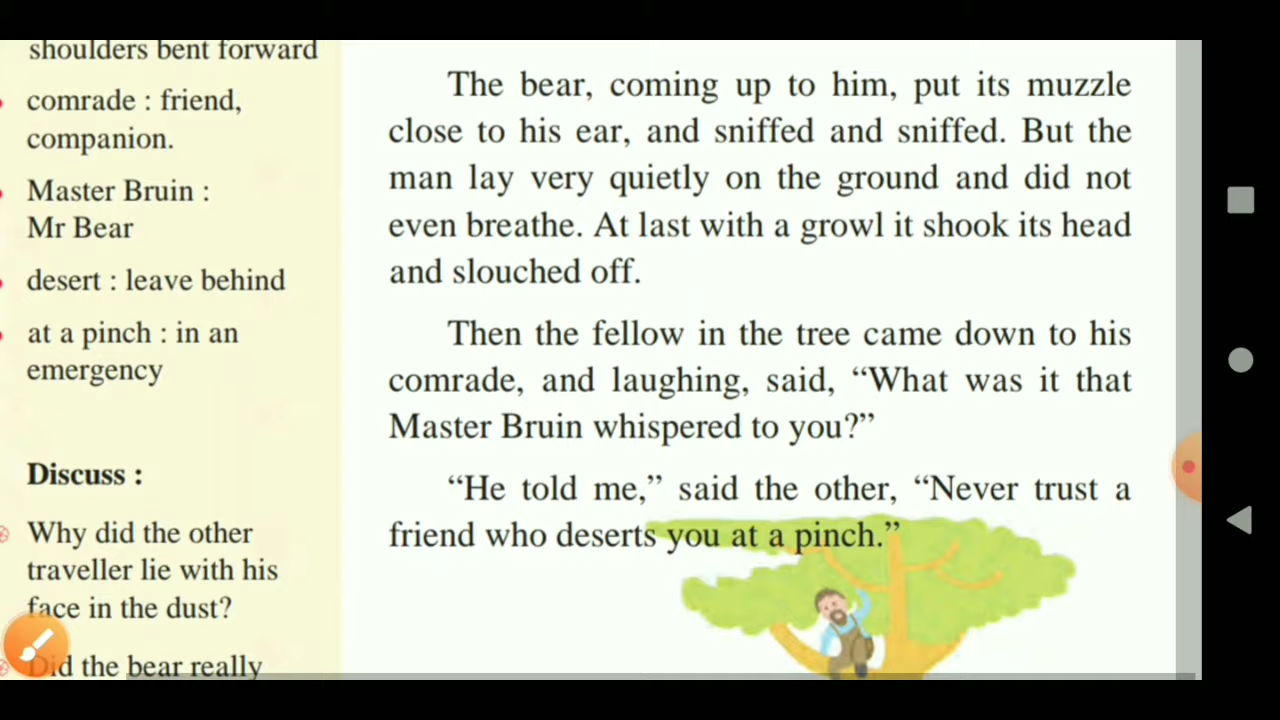 shoulders bent forward
comrade : friend,
companion.
Master Bruin :
Mr Bear
desert : leave behind
at a pinch : in an
emergency
Discuss :
Why did the other
traveller lie with his
face in the dust?
Did the bear really
The bear, coming up to him, put its muzzle
close to his ear, and sniffed and sniffed. But the
man lay very quietly on the ground and did not
even breathe. At last with a growl it shook its head
and slouched off.
Then the fellow in the tree came down to his
comrade, and laughing, said, “What was it that
Master Bruin whispered to you?”
“He told me,” said the other, “Never trust a
friend who deserts you at a pinch.”